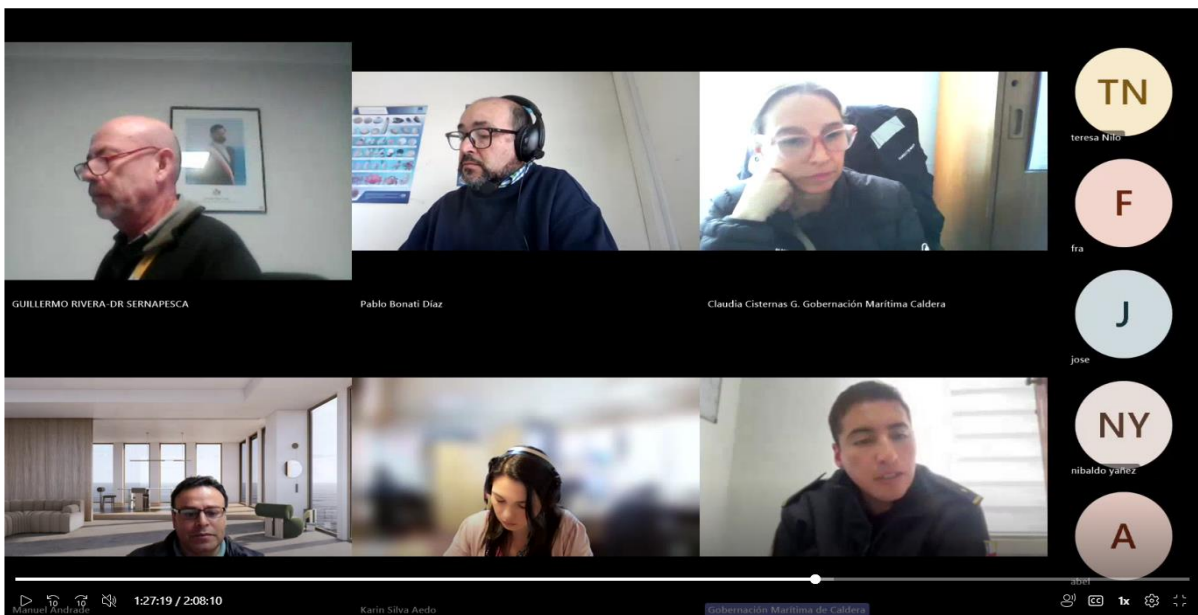 TN
teresa Nilo
F
fra
J
jose
NY
nibaldo yañez
A
abel
GUILLERMO RIVERA-DR SERNAPESCA
Pablo Bonati Díaz
Claudia Cisternas G. Gobernación Marítima Caldera
Manuel Andrade
Karin Silva Aedo
Gobernación Marítima de Caldera
10
10
1:27:19 / 2:08:10
CC
1x